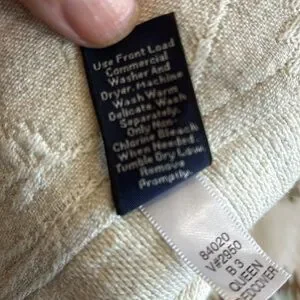 Use Front Load
Commercial
Washer And
Dryer. Machine
Wash Warm
Delicate Wash
Separately.
Only Non
Chlorine Bleach
When Needed
Tumble Dry Low.
Remove
Promptly.
84020
V#2950
B 3
QUEEN